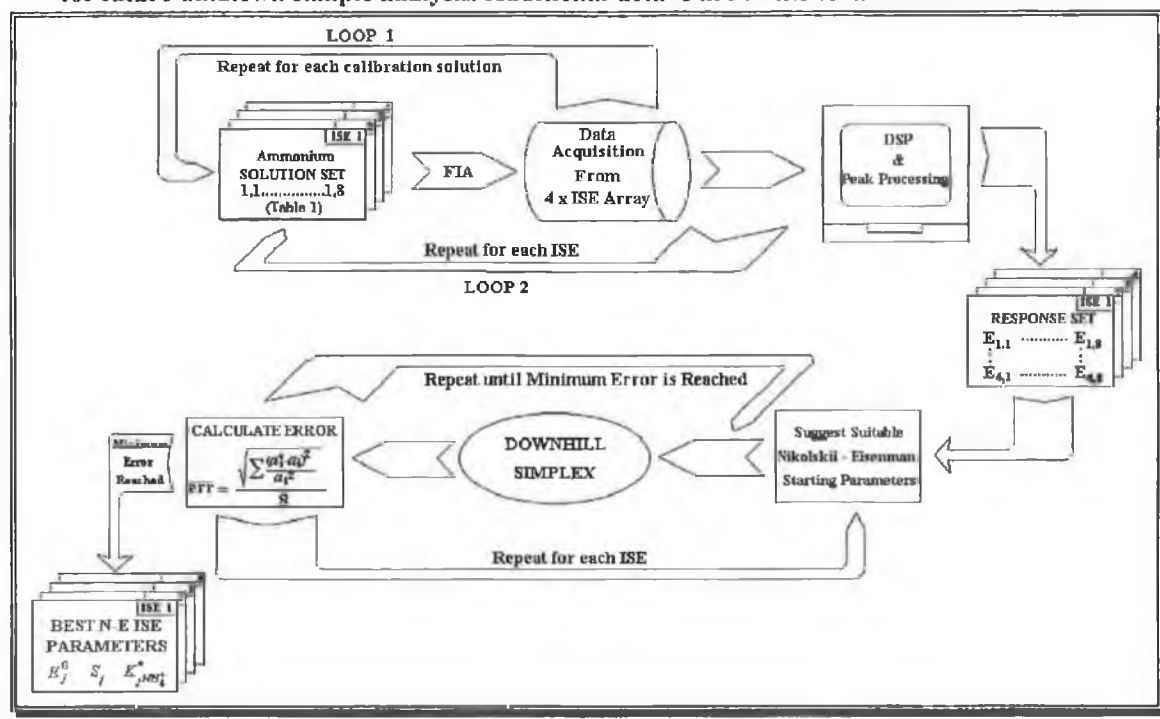 LOOP 1
Repeat for each calibration solution
ISE 1
Ammonium
SOLUTION SET
1,1...............1,8
(Table 1)
FIA
Data
Acquisition
From
4 x ISE Array
DSP
&
Peak Processing
Repeat for each ISE
LOOP 2
ISE 1
RESPONSE SET
E1,1 .......... E1,8
E4,1 .......... E4,8
Repeat until Minimum Error is Reached
Minimum
Error
Reached
CALCULATE ERROR
DOWNHILL
SIMPLEX
Suggest Suitable
Nikolskii - Eisenman
Starting Parameters
Repeat for each ISE
ISE 1
BEST N-E ISE
PARAMETERS